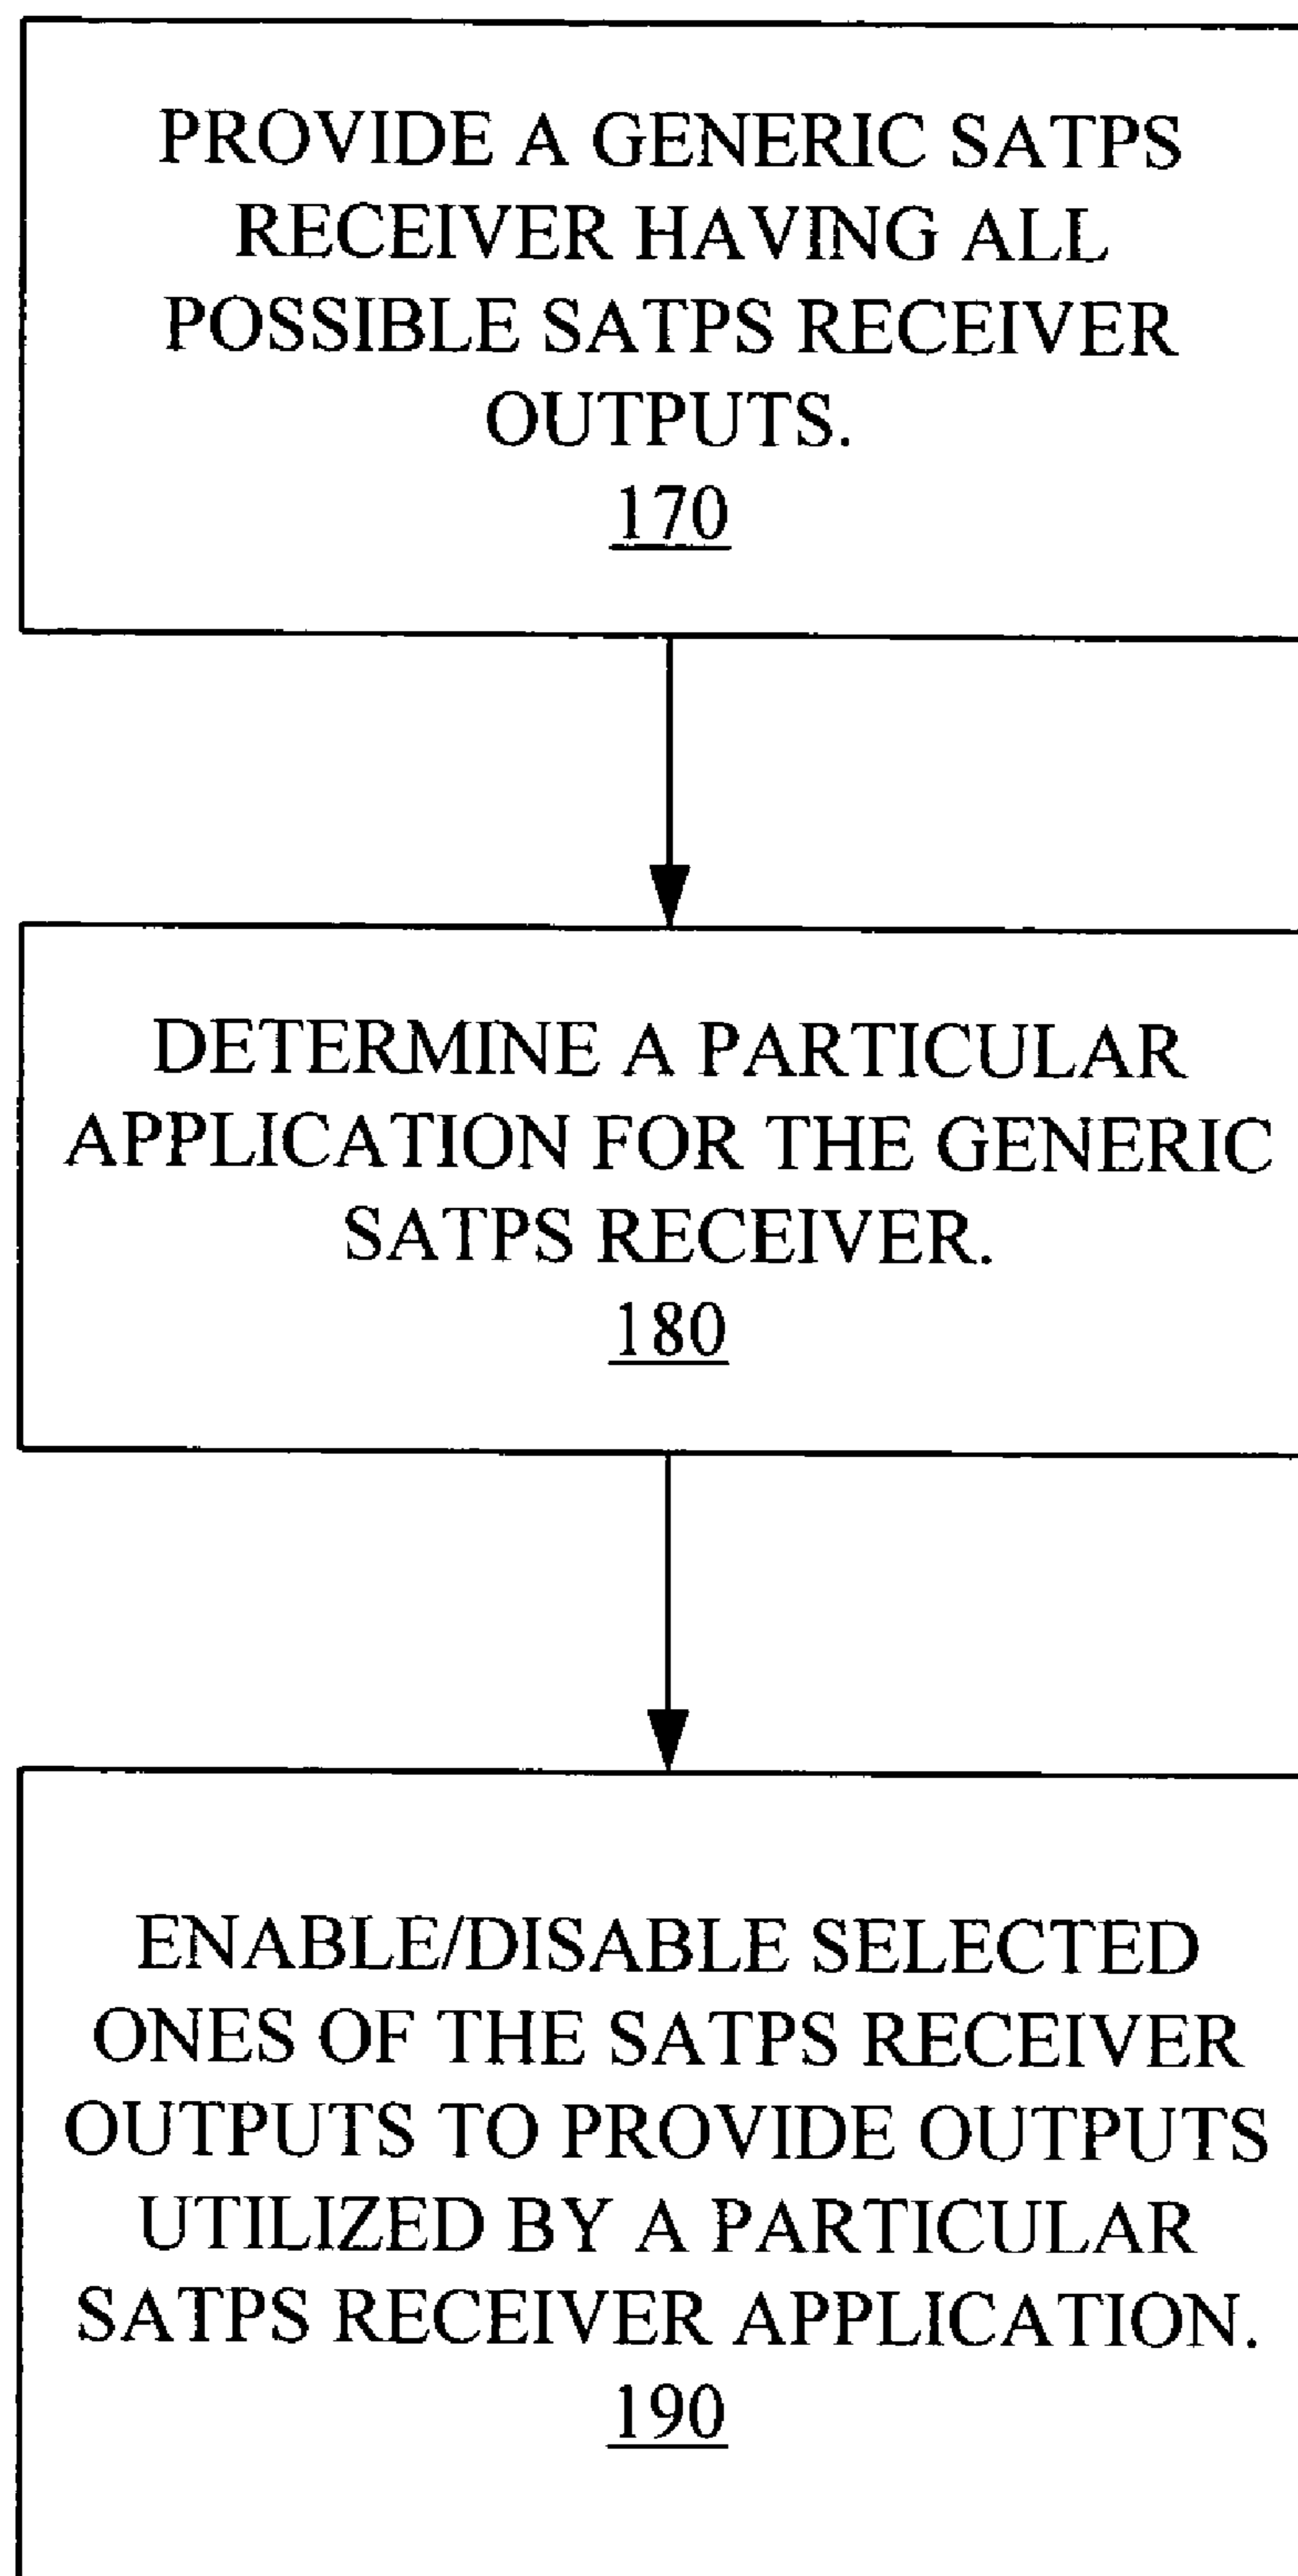 PROVIDE A GENERIC SATPS
RECEIVER HAVING ALL
POSSIBLE SATPS RECEIVER
OUTPUTS.
170
DETERMINE A PARTICULAR
APPLICATION FOR THE GENERIC
SATPS RECEIVER.
180
ENABLE/DISABLE SELECTED
ONES OF THE SATPS RECEIVER
OUTPUTS TO PROVIDE OUTPUTS
UTILIZED BY A PARTICULAR
SATPS RECEIVER APPLICATION.
190